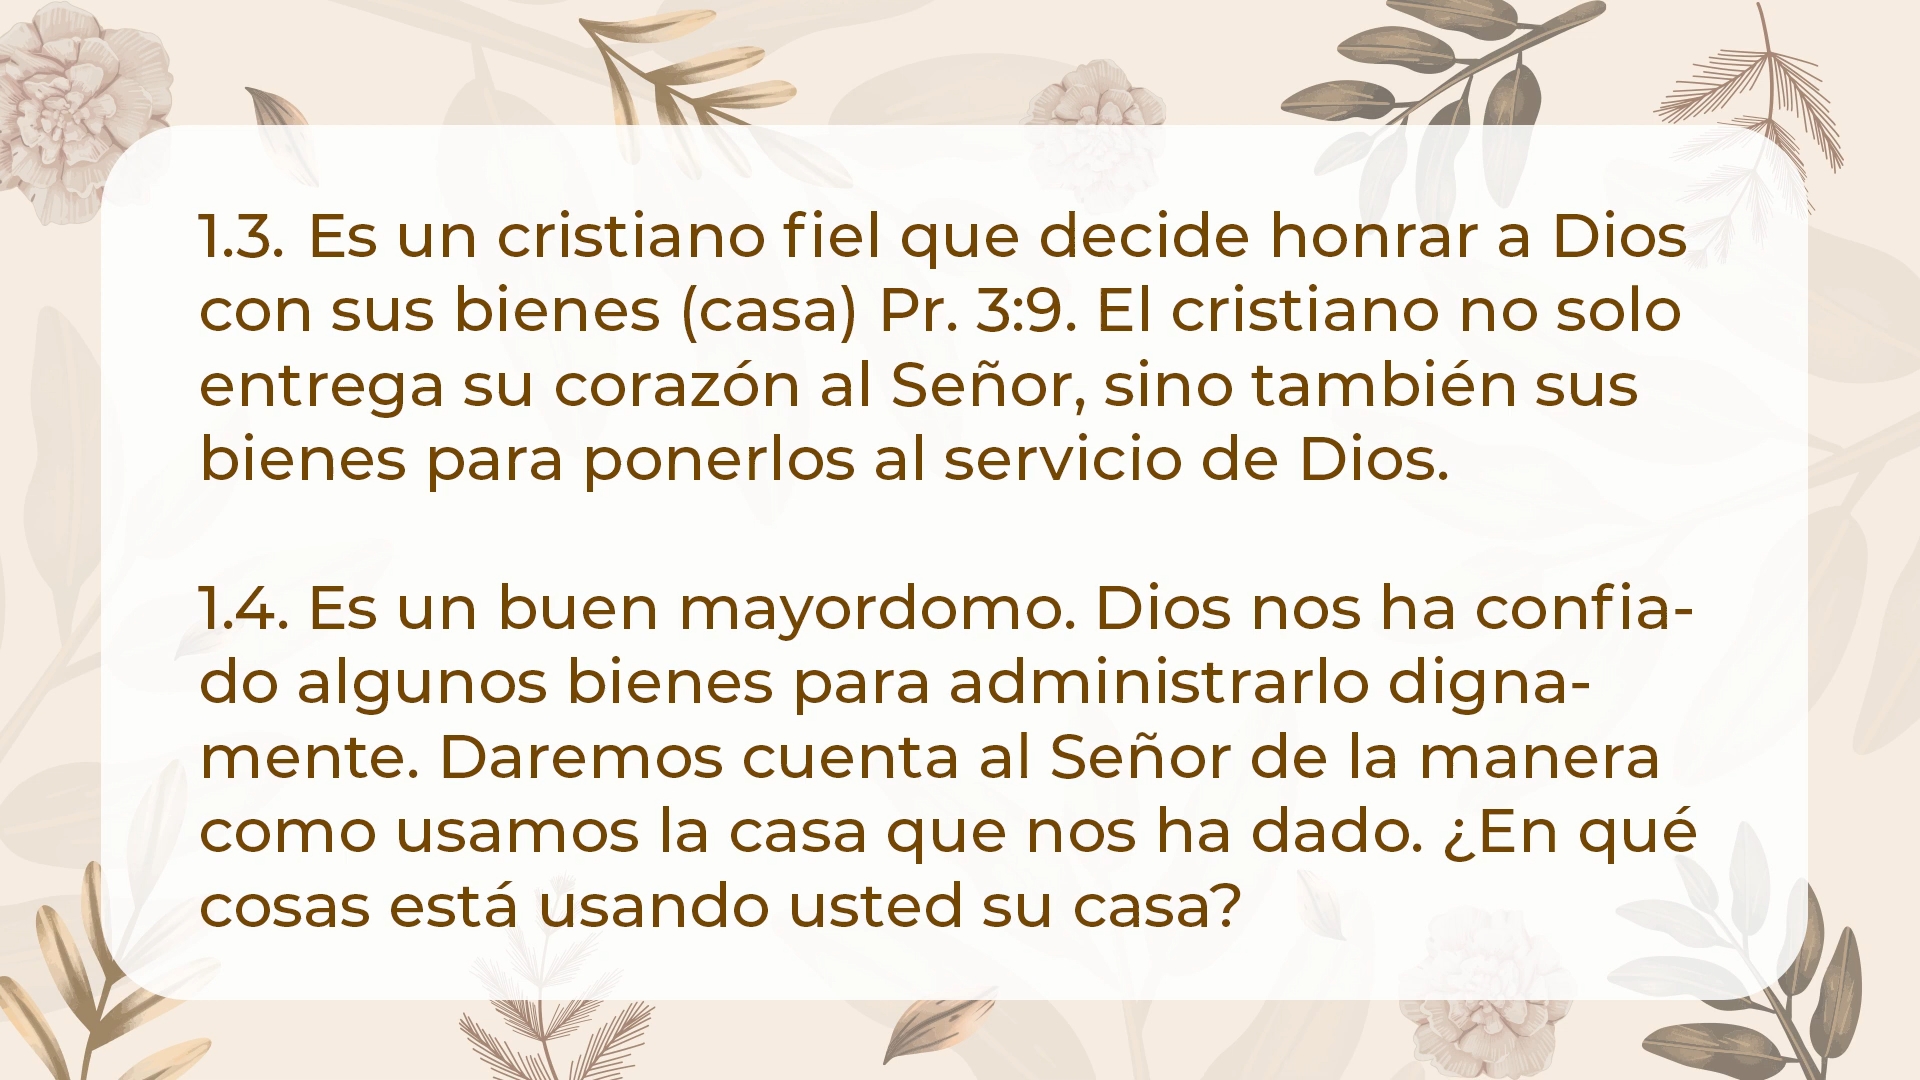 1.3. Es un cristiano fiel que decide honrar a Dios
con sus bienes (casa) Pr. 3:9. El cristiano no solo
entrega su corazón al Señor, sino también sus
bienes para ponerlos al servicio de Dios.
1.4. Es un buen mayordomo. Dios nos ha confia-
do algunos bienes para administrarlo digna-
mente. Daremos cuenta al Señor de la manera
como usamos la casa que nos ha dado. ¿En qué
cosas está usando usted su casa?